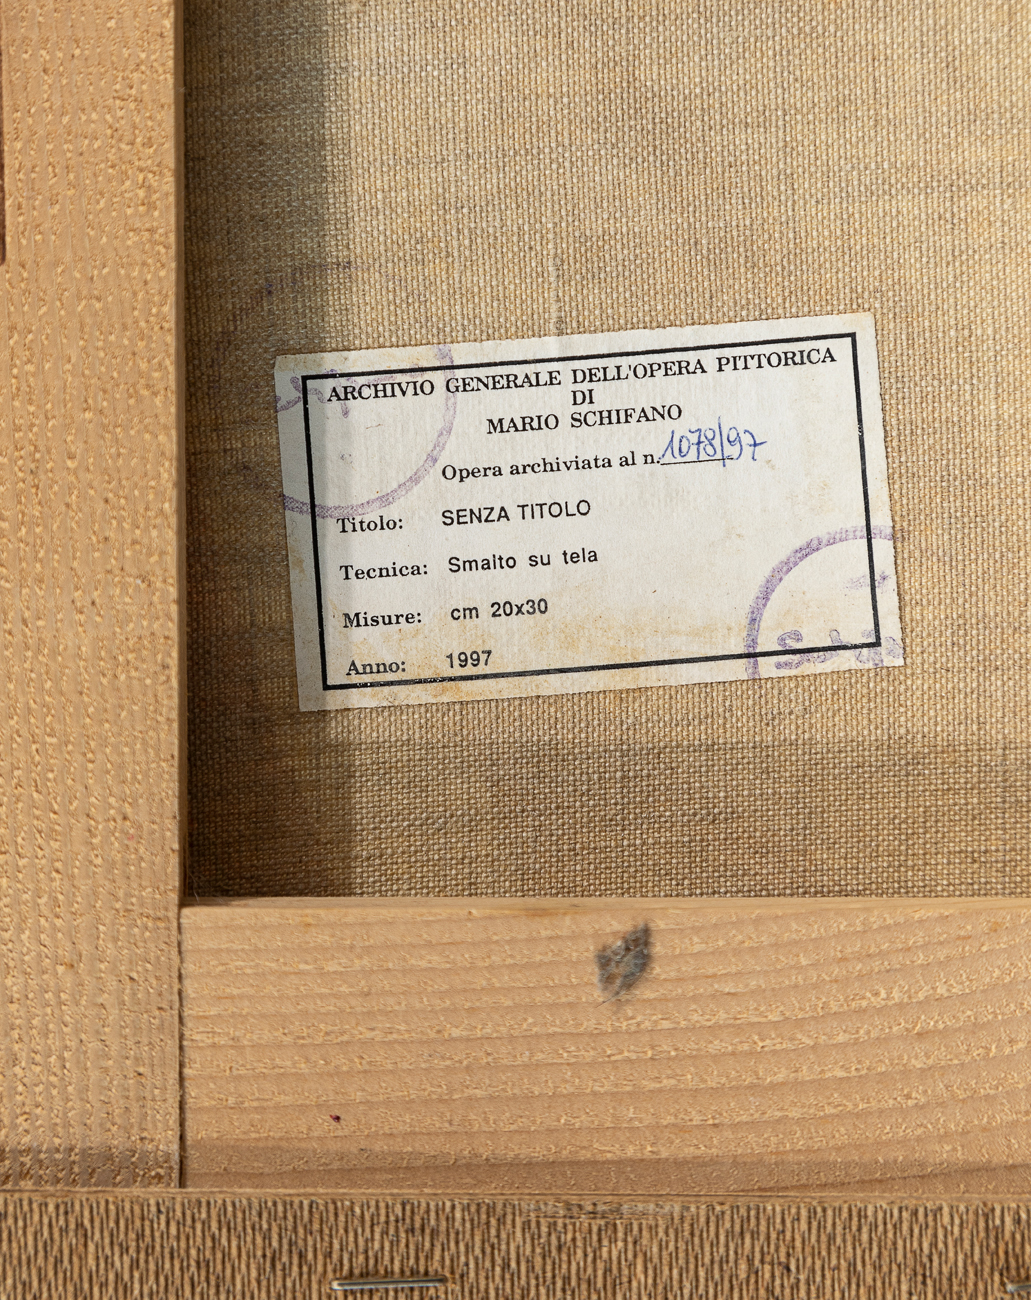 ARCHIVIO GENERALE DELL'OPERA PITTORICA
DI
MARIO SCHIFANO
Opera archiviata al n. 1078/97
Titolo: SENZA TITOLO
Tecnica: Smalto su tela
Misure: cm 20x30
Anno: 1997